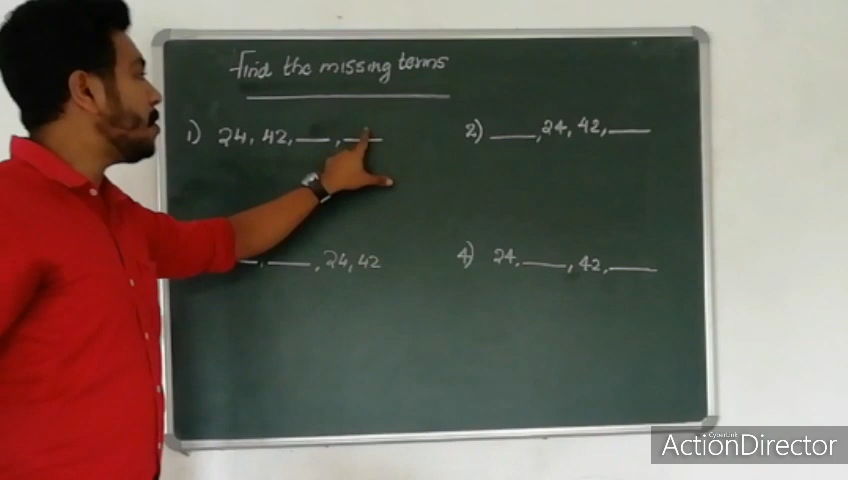 Find the missing terms
1) 24, 42, ___, ___
2) ___, 24, 42, ___
___, ___, 24, 42
4) 24, ___, 42, ___
CyberLink
ActionDirector